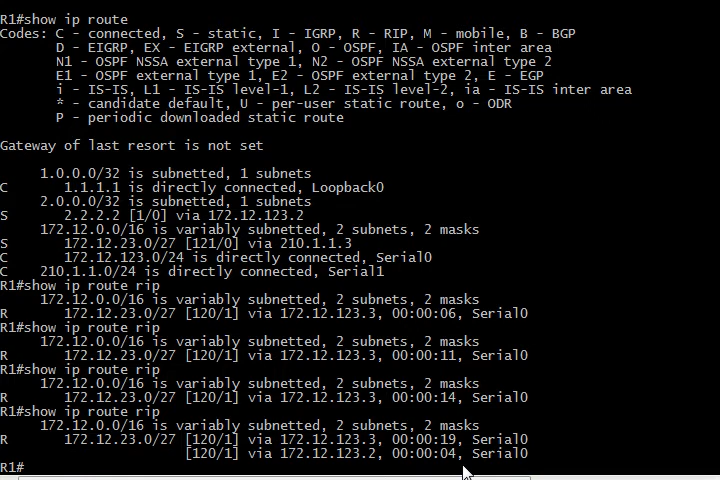 R1#show ip route
Codes: C - connected, S - static, I - IGRP, R - RIP, M - mobile, B - BGP
       D - EIGRP, EX - EIGRP external, O - OSPF, IA - OSPF inter area
       N1 - OSPF NSSA external type 1, N2 - OSPF NSSA external type 2
       E1 - OSPF external type 1, E2 - OSPF external type 2, E - EGP
       i - IS-IS, L1 - IS-IS level-1, L2 - IS-IS level-2, ia - IS-IS inter area
       * - candidate default, U - per-user static route, o - ODR
       P - periodic downloaded static route
Gateway of last resort is not set
     1.0.0.0/32 is subnetted, 1 subnets
C       1.1.1.1 is directly connected, Loopback0
     2.0.0.0/32 is subnetted, 1 subnets
S       2.2.2.2 [1/0] via 172.12.123.2
     172.12.0.0/16 is variably subnetted, 2 subnets, 2 masks
S       172.12.23.0/27 [121/0] via 210.1.1.3
C       172.12.123.0/24 is directly connected, Serial0
C    210.1.1.0/24 is directly connected, Serial1
R1#show ip route rip
     172.12.0.0/16 is variably subnetted, 2 subnets, 2 masks
R       172.12.23.0/27 [120/1] via 172.12.123.3, 00:00:06, Serial0
R1#show ip route rip
     172.12.0.0/16 is variably subnetted, 2 subnets, 2 masks
R       172.12.23.0/27 [120/1] via 172.12.123.3, 00:00:11, Serial0
R1#show ip route rip
     172.12.0.0/16 is variably subnetted, 2 subnets, 2 masks
R       172.12.23.0/27 [120/1] via 172.12.123.3, 00:00:14, Serial0
R1#show ip route rip
     172.12.0.0/16 is variably subnetted, 2 subnets, 2 masks
R       172.12.23.0/27 [120/1] via 172.12.123.3, 00:00:19, Serial0
                       [120/1] via 172.12.123.2, 00:00:04, Serial0
R1#